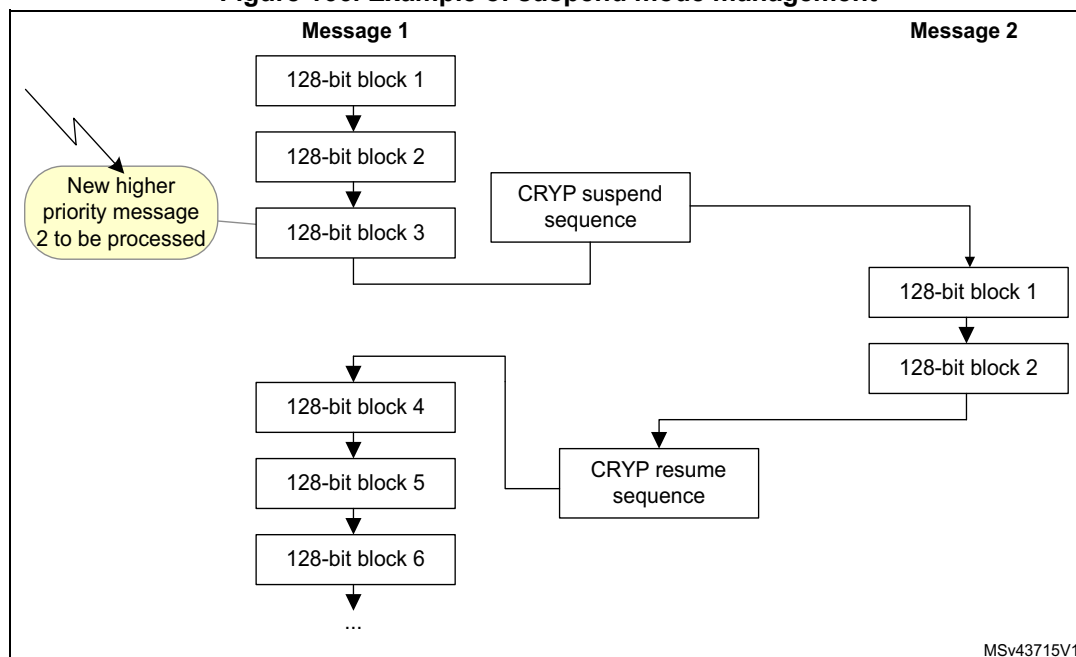 Message 1
Message 2
128-bit block 1
128-bit block 2
New higher
priority message
2 to be processed
128-bit block 3
CRYP suspend
sequence
128-bit block 1
128-bit block 2
128-bit block 4
CRYP resume
sequence
128-bit block 5
128-bit block 6
...
MSv43715V1